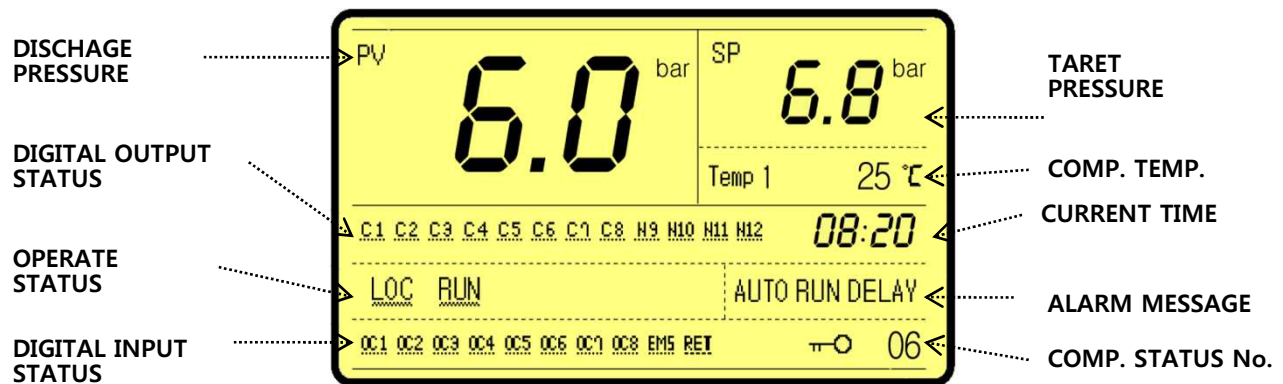 DISCHAGE
PRESSURE
DIGITAL OUTPUT
STATUS
OPERATE
STATUS
DIGITAL INPUT
STATUS
PV
6.0 bar
SP
6.8 bar
Temp 1 25 ℃
C1 C2 C3 C4 C5 C6 C7 C8 N9 N10 N11 N12 08:20
LOC RUN AUTO RUN DELAY
OC1 OC2 OC3 OC4 OC5 OC6 OC7 OC8 EMS RET 06
TARET
PRESSURE
COMP. TEMP.
CURRENT TIME
ALARM MESSAGE
COMP. STATUS No.